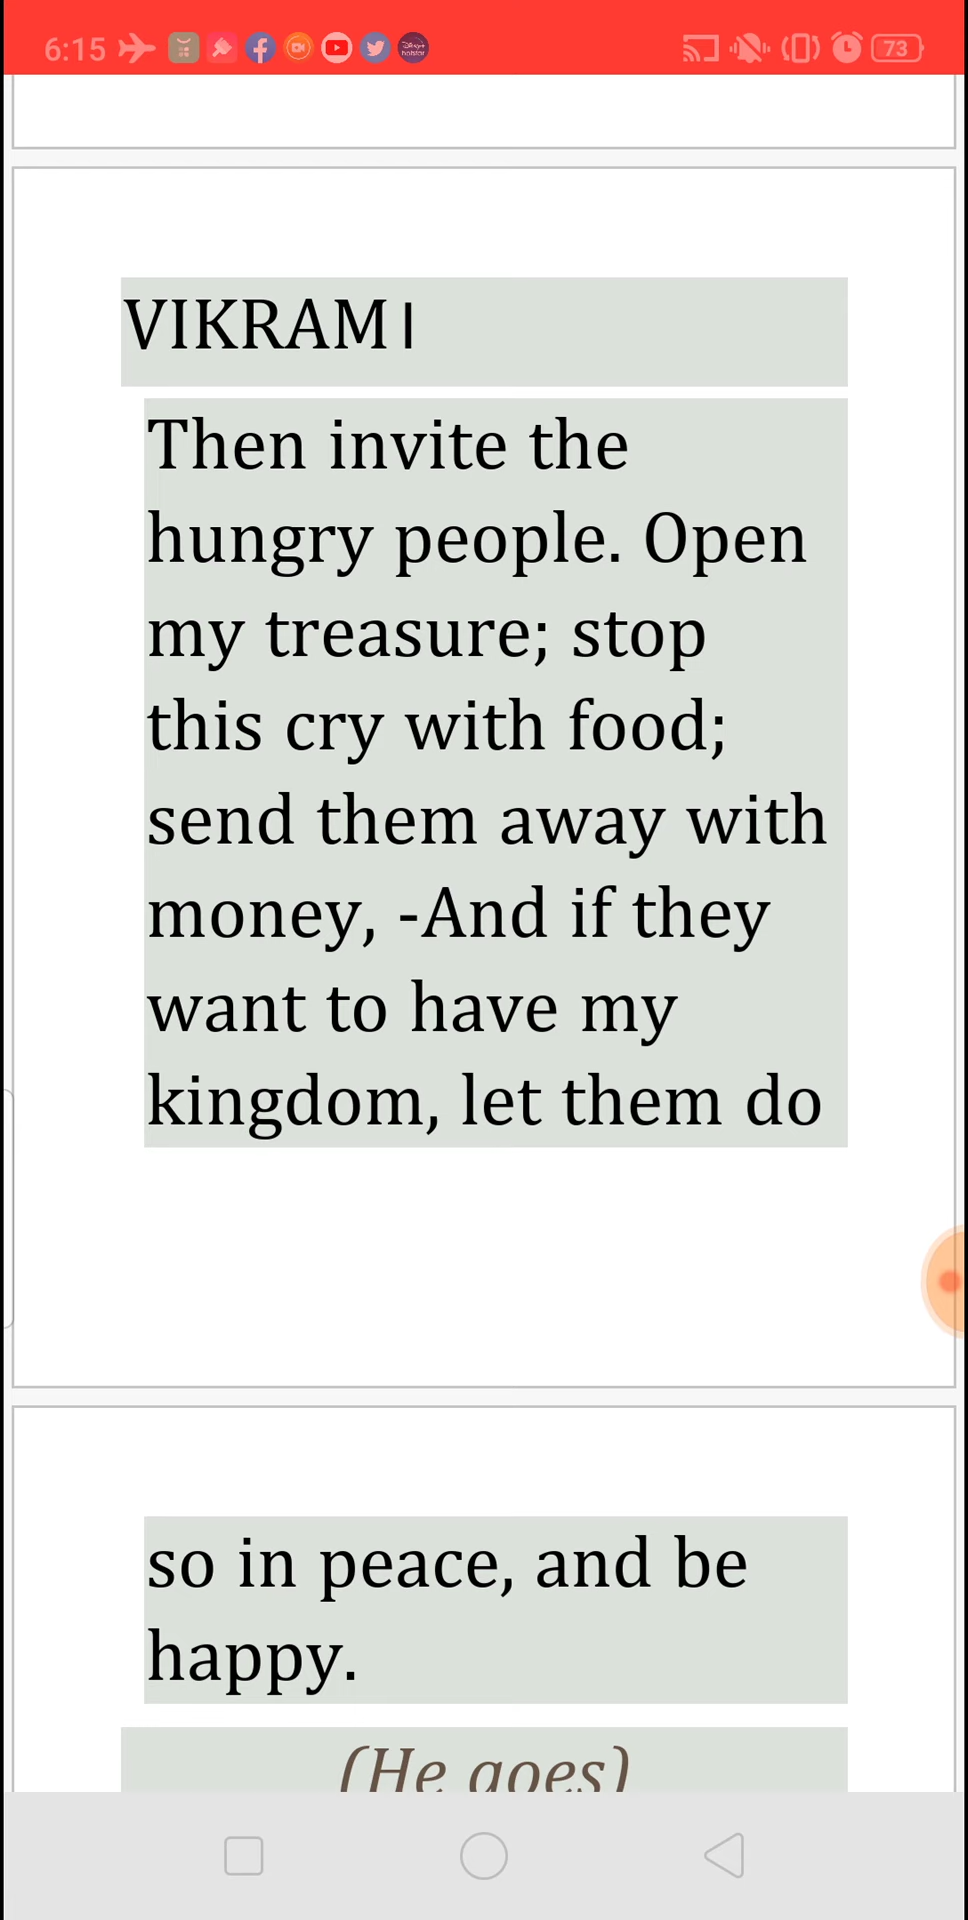 6:15
73
VIKRAM।
Then invite the
hungry people. Open
my treasure; stop
this cry with food;
send them away with
money, -And if they
want to have my
kingdom, let them do
so in peace, and be
happy.
(He goes)